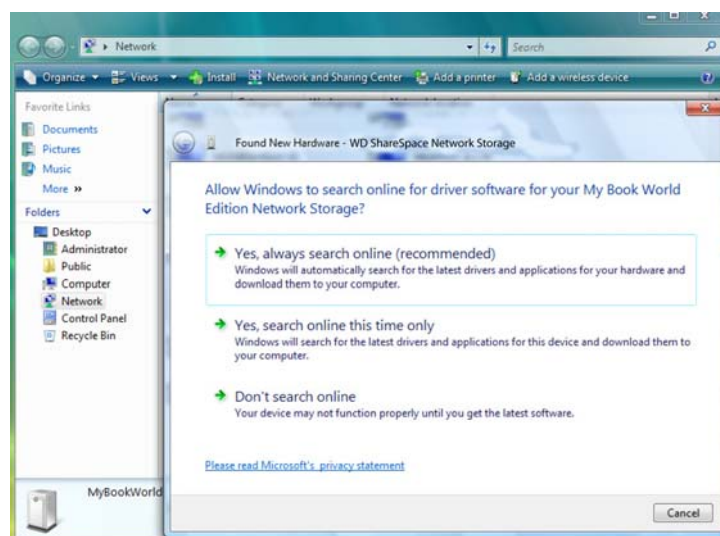 Network
Search
Organize Views Install Network and Sharing Center Add a printer Add a wireless device
Favorite Links
Documents
Pictures
Music
More »
Folders
Desktop
Administrator
Public
Computer
Network
Control Panel
Recycle Bin
MyBookWorld
Found New Hardware - WD ShareSpace Network Storage
Allow Windows to search online for driver software for your My Book World
Edition Network Storage?
Yes, always search online (recommended)
Windows will automatically search for the latest drivers and applications for your hardware and
download them to your computer.
Yes, search online this time only
Windows will search for the latest drivers and applications for this device and download them to
your computer.
Don't search online
Your device may not function properly until you get the latest software.
Please read Microsoft's privacy statement
Cancel